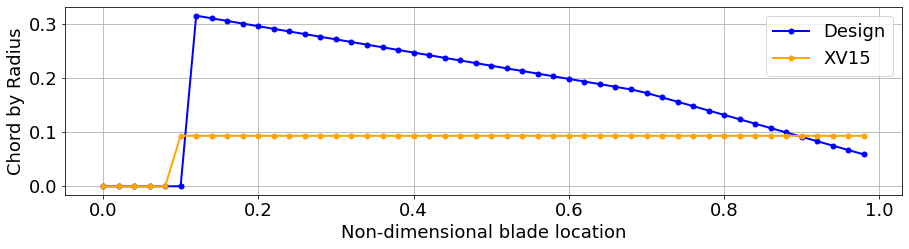 Chord by Radius
0.3
0.2
0.1
0.0
Design
XV15
0.0 0.2 0.4 0.6 0.8 1.0
Non-dimensional blade location